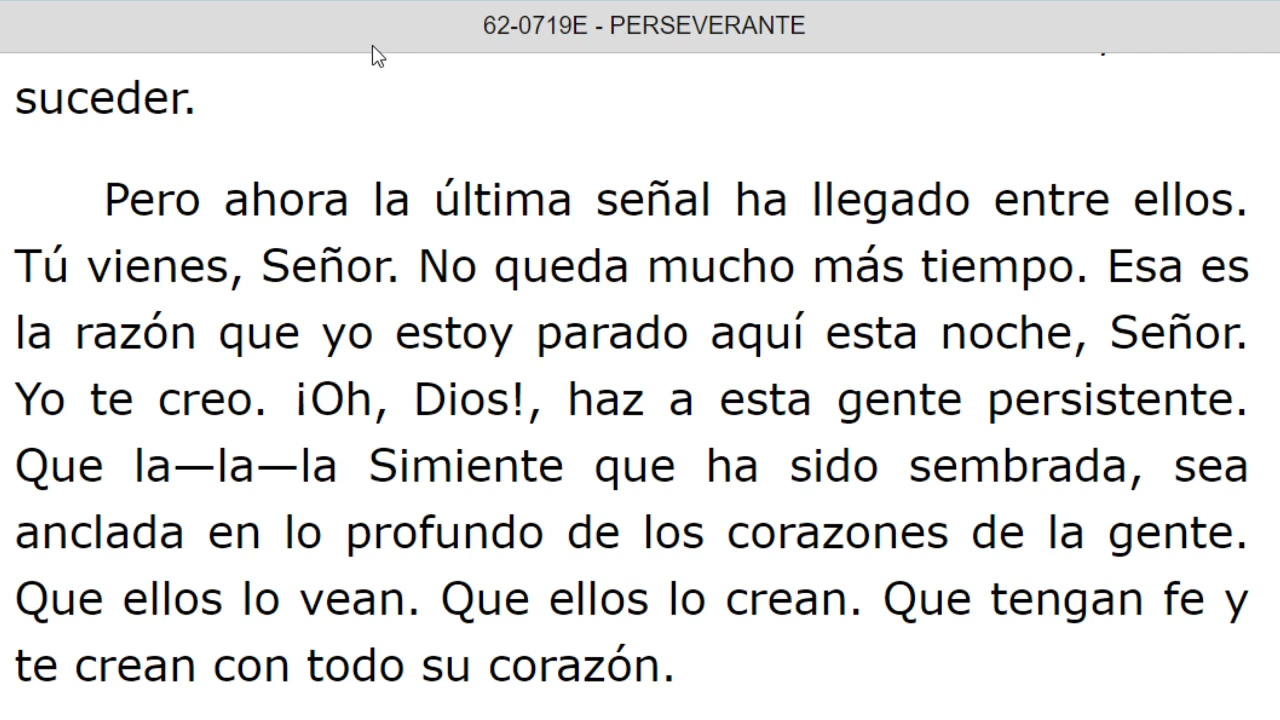 62-0719E - PERSEVERANTE
suceder.
Pero ahora la última señal ha llegado entre ellos.
Tú vienes, Señor. No queda mucho más tiempo. Esa es
la razón que yo estoy parado aquí esta noche, Señor.
Yo te creo. ¡Oh, Dios!, haz a esta gente persistente.
Que la—la—la Simiente que ha sido sembrada, sea
anclada en lo profundo de los corazones de la gente.
Que ellos lo vean. Que ellos lo crean. Que tengan fe y
te crean con todo su corazón.